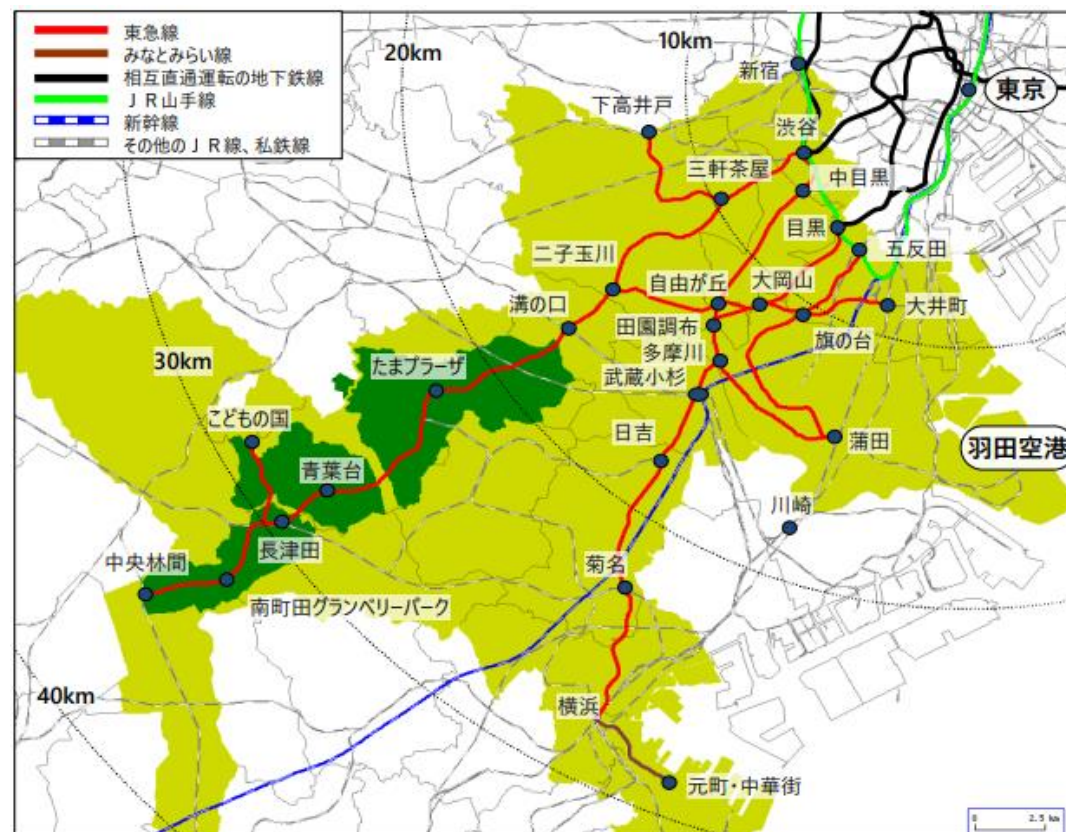 東急線
みなとみらい線
相互直通運転の地下鉄線
JR山手線
新幹線
その他のJR線、私鉄線
20km
10km
新宿
東京
下高井戸
渋谷
三軒茶屋
中目黒
目黒
二子玉川
五反田
自由が丘
大岡山
溝の口
大井町
田園調布
旗の台
30km
多摩川
たまプラーザ
武蔵小杉
こどもの国
日吉
蒲田
羽田空港
青葉台
川崎
長津田
中央林間
菊名
南町田グランベリーパーク
40km
横浜
元町・中華街
0 2.5 km